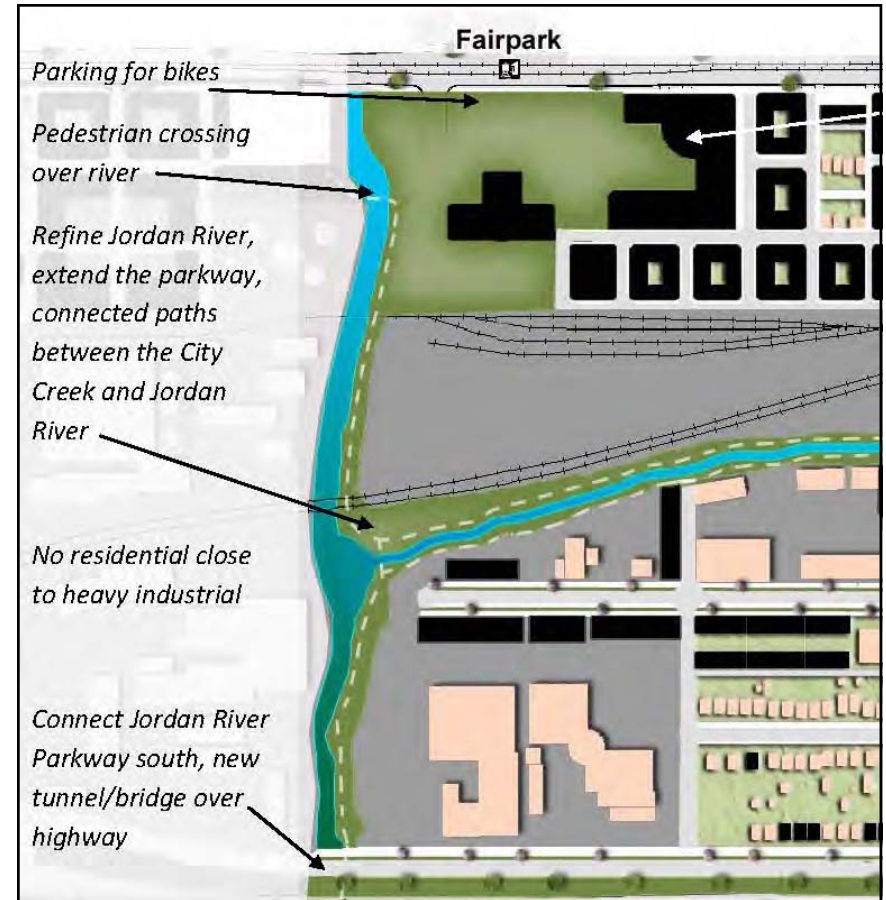 Fairpark
Parking for bikes
Pedestrian crossing
over river
Refine Jordan River,
extend the parkway,
connected paths
between the City
Creek and Jordan
River
No residential close
to heavy industrial
Connect Jordan River
Parkway south, new
tunnel/bridge over
highway